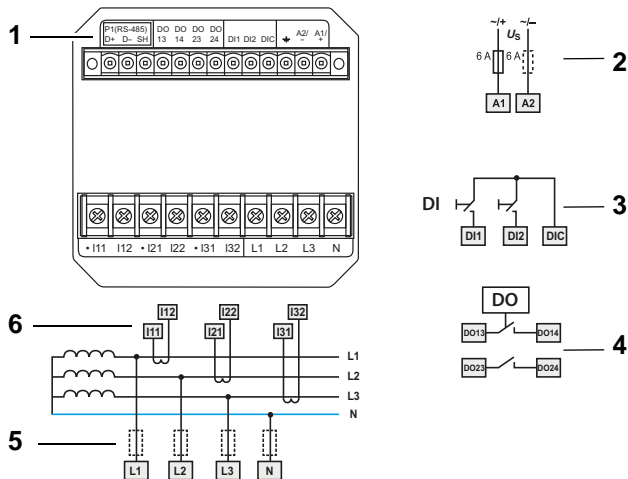 1
P1(RS-485) DO DO DO DO A2/ A1/
D+ D– SH 13 14 23 24 DI1 DI2 DIC – +
~/+ ~/–
Us
6 A 6 A
2
A1 A2
DI
3
DI1 DI2 DIC
• I11 I12 • I21 I22 • I31 I32 L1 L2 L3 N
DO
DO13 DO14
4
DO23 DO24
6
I12 I22 I32
I11 I21 I31
L1
L2
L3
N
5
L1 L2 L3 N